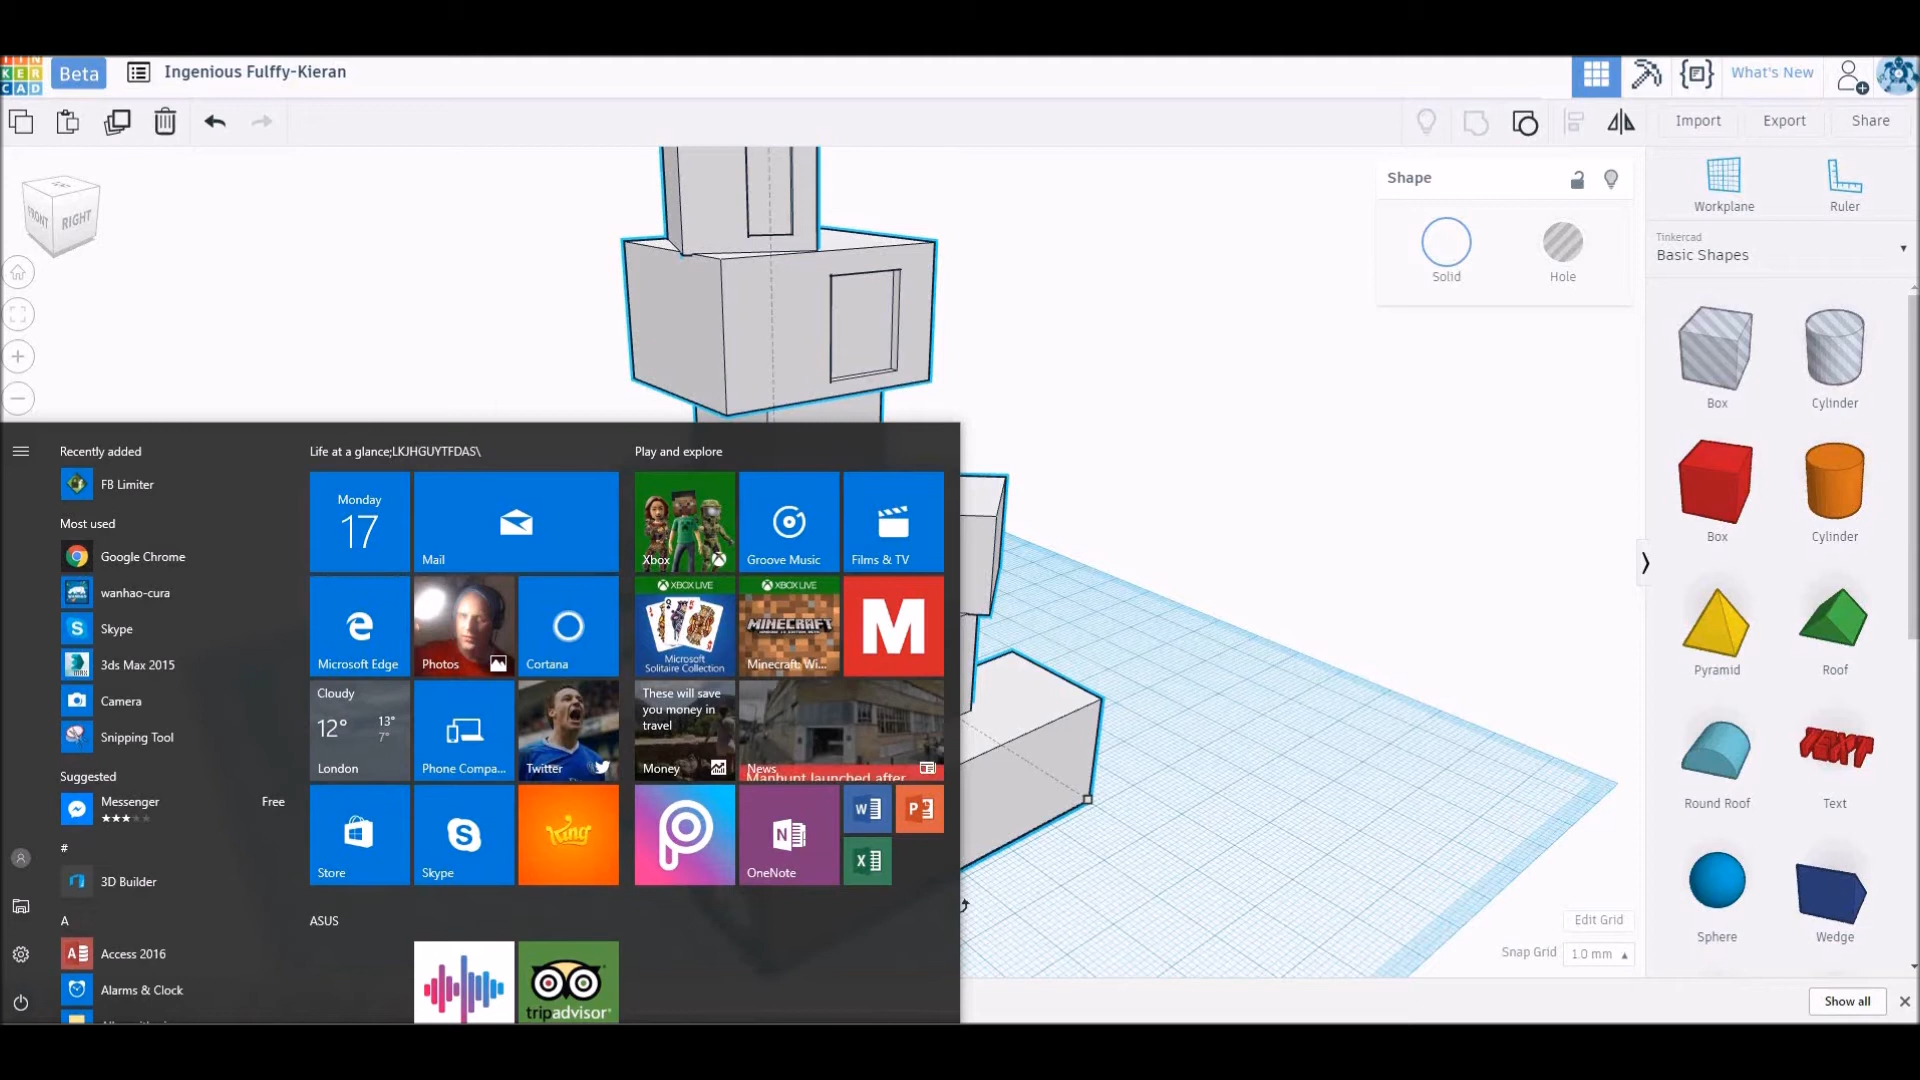 TIN
KER
CAD
Beta
Ingenious Fulffy-Kieran
What's New
Import
Export
Share
FRONT
RIGHT
Shape
Solid
Hole
Workplane
Ruler
Tinkercad
Basic Shapes
Box
Cylinder
Box
Cylinder
Pyramid
Roof
TEXT
Round Roof
Text
Sphere
Wedge
Edit Grid
Snap Grid
1.0 mm
Show all
Recently added
FB Limiter
Most used
Google Chrome
wanhao-cura
Skype
3ds Max 2015
Camera
Snipping Tool
Suggested
Messenger
Free
#
3D Builder
A
Access 2016
Alarms & Clock
Life at a glance;LKJHGUYTFDAS\
Monday
17
Mail
Microsoft Edge
Photos
Cortana
Cloudy
12°
13°
7°
London
Phone Compa...
Twitter
Store
Skype
King
ASUS
tripadvisor
Play and explore
Xbox
Groove Music
Films & TV
XBOX LIVE
Microsoft
Solitaire Collection
XBOX LIVE
MINECRAFT
Minecraft: Wi...
M
These will save
you money in
travel
Money
News
Manhunt launched after
OneNote